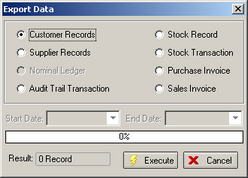 Export Data
Customer Records
Stock Record
Supplier Records
Stock Transaction
Nominal Ledger
Purchase Invoice
Audit Trail Transaction
Sales Invoice
Start Date:
End Date:
0%
Result: 0 Record
Execute
Cancel